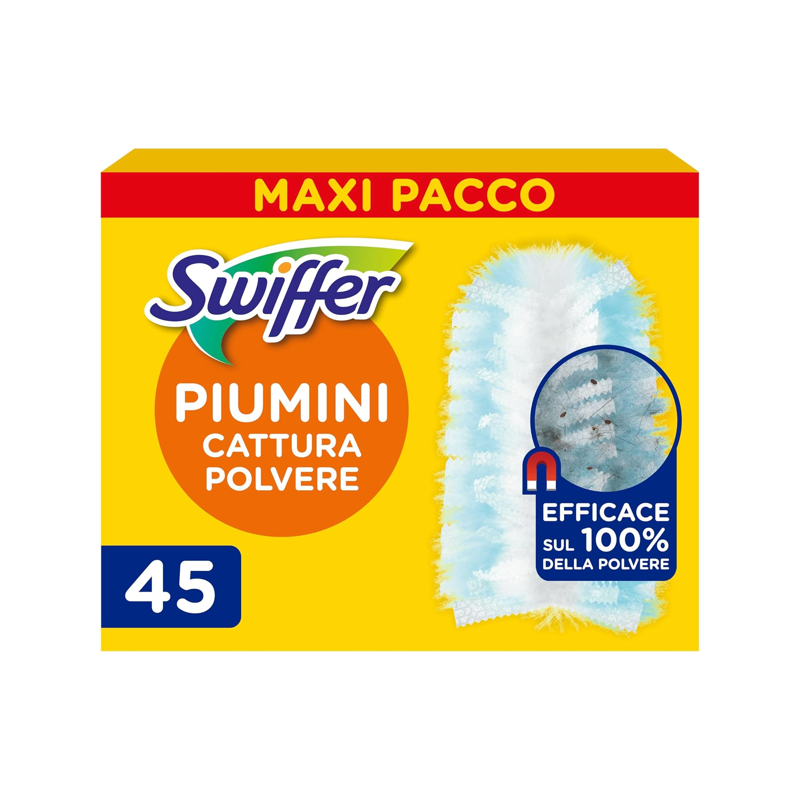 MAXI PACCO
Swiffer
PIUMINI
CATTURA
POLVERE
EFFICACE
SUL 100%
DELLA POLVERE
45